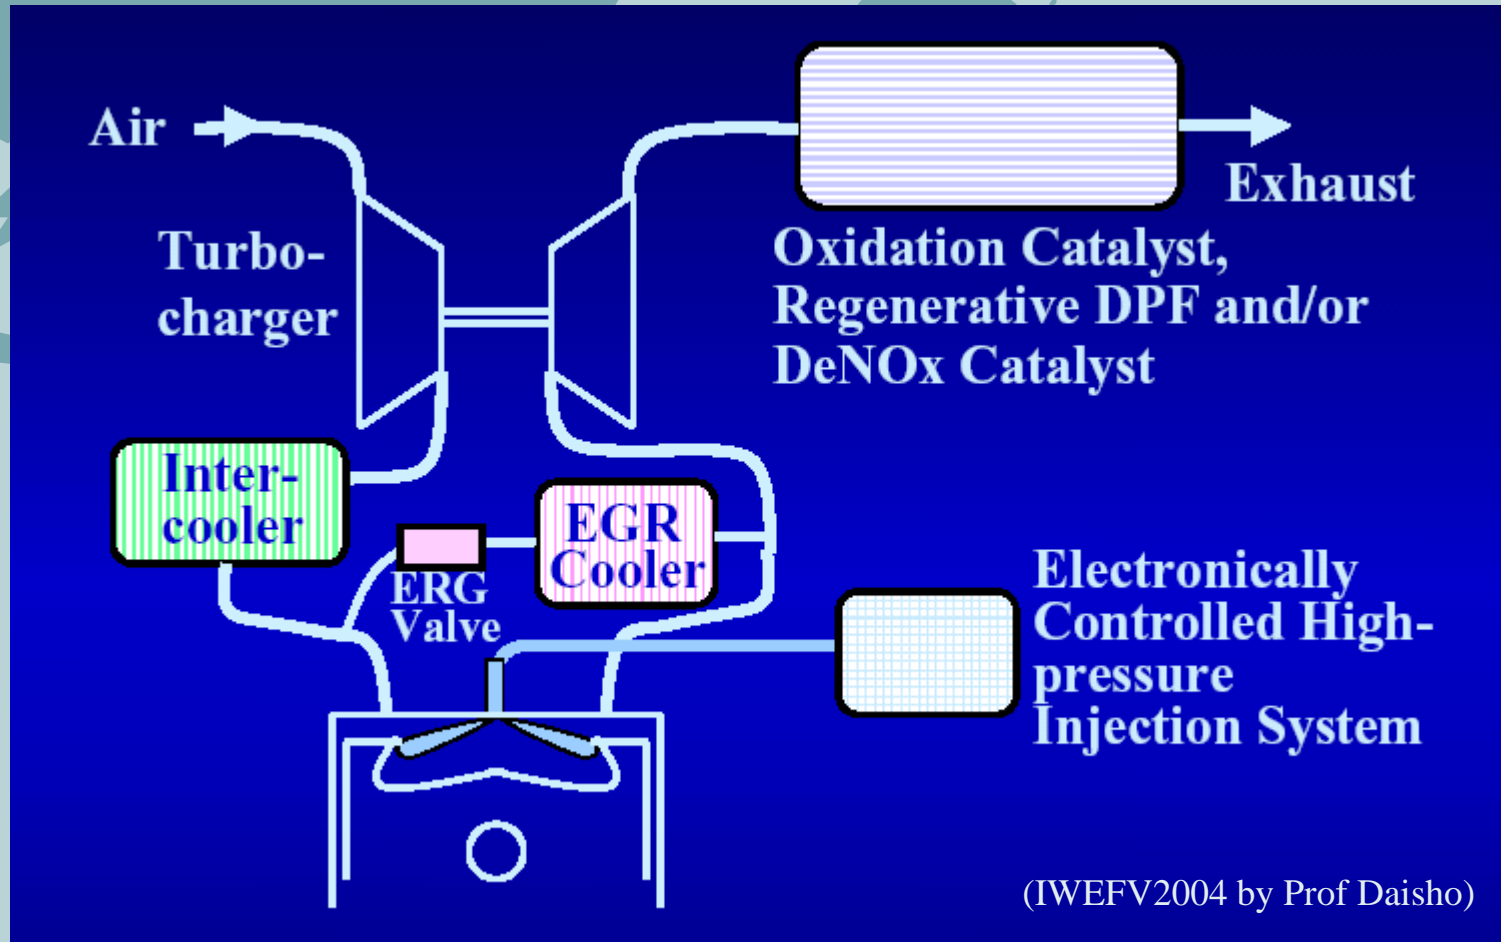 Air
Exhaust
Turbo-
charger
Oxidation Catalyst,
Regenerative DPF and/or
DeNOx Catalyst
Inter-
cooler
EGR
Cooler
ERG
Valve
Electronically
Controlled High-
pressure
Injection System
(IWEFV2004 by Prof Daisho)